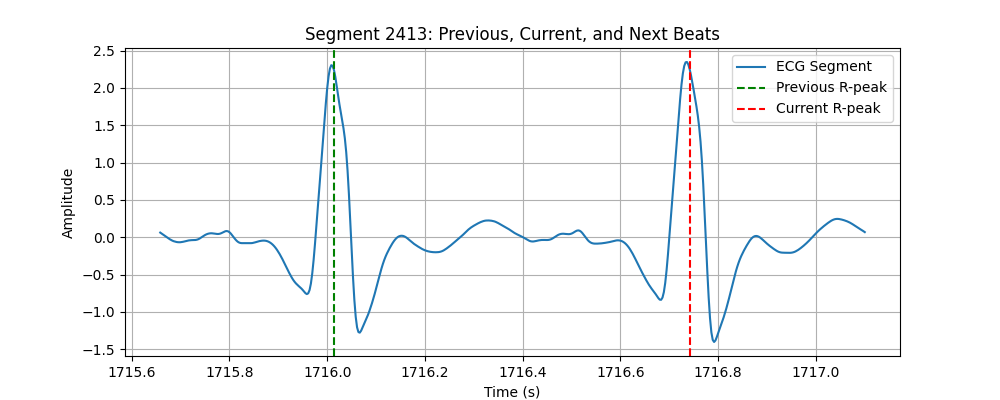 Segment 2413: Previous, Current, and Next Beats
2.5
2.0
1.5
1.0
0.5
0.0
−0.5
−1.0
−1.5
Amplitude
ECG Segment
Previous R-peak
Current R-peak
1715.6 1715.8 1716.0 1716.2 1716.4 1716.6 1716.8 1717.0
Time (s)